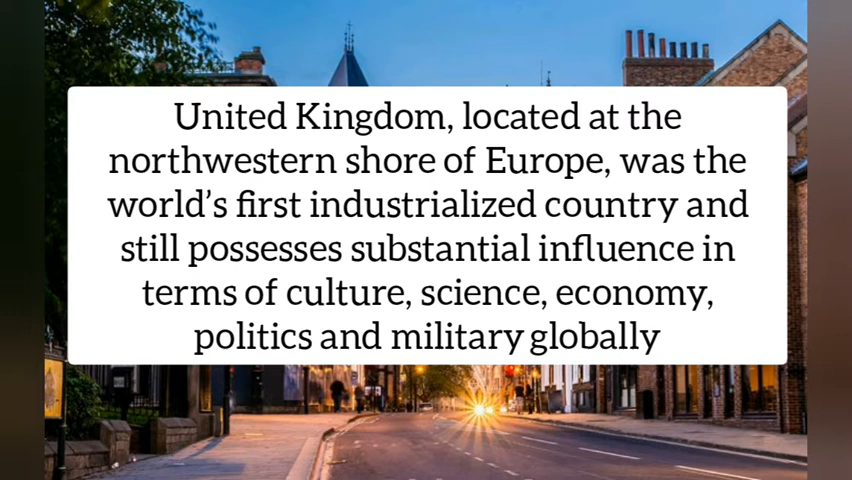 United Kingdom, located at the
northwestern shore of Europe, was the
world’s first industrialized country and
still possesses substantial influence in
terms of culture, science, economy,
politics and military globally